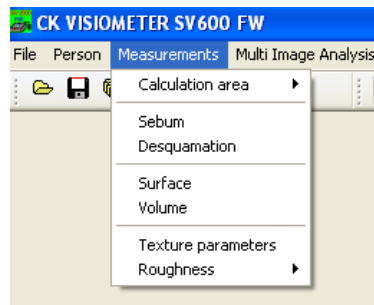 CK VISIOMETER SV600 FW
File Person Measurements Multi Image Analysis
Calculation area
Sebum
Desquamation
Surface
Volume
Texture parameters
Roughness